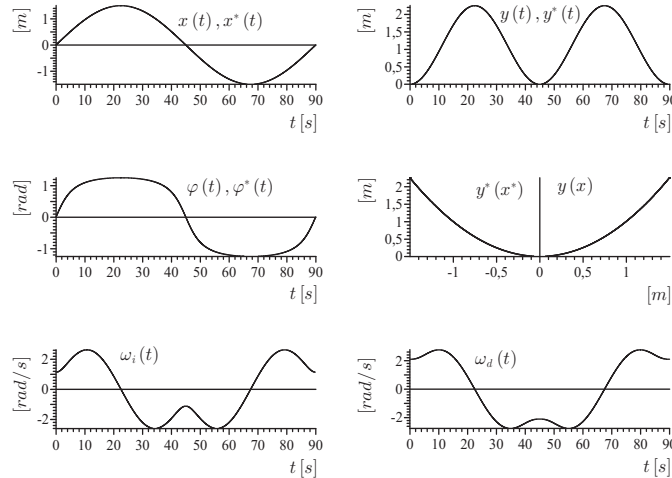 [m]
x(t), x*(t)
1
0
-1
0 10 20 30 40 50 60 70 80 90
t[s]
[m]
y(t), y*(t)
2
1,5
1
0,5
0
0 10 20 30 40 50 60 70 80 90
t[s]
[rad]
φ(t), φ*(t)
1
0
-1
0 10 20 30 40 50 60 70 80 90
t[s]
[m]
y*(x*) y(x)
2
1,5
1
0,5
0
-1 -0,5 0 0,5 1
[m]
[rad/s]
ω_i(t)
2
0
-2
0 10 20 30 40 50 60 70 80 90
t[s]
[rad/s]
ω_d(t)
2
0
-2
0 10 20 30 40 50 60 70 80 90
t[s]